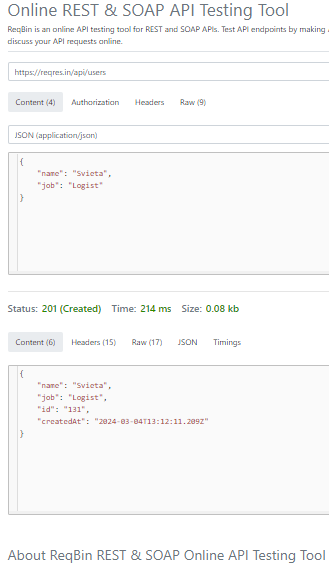 Online REST & SOAP API Testing Tool
ReqBin is an online API testing tool for REST and SOAP APIs. Test API endpoints by making
discuss your API requests online.
https://reqres.in/api/users
Content (4) Authorization Headers Raw (9)
JSON (application/json)
{
"name": "Svieta",
"job": "Logist"
}
Status: 201 (Created) Time: 214 ms Size: 0.08 kb
Content (6) Headers (15) Raw (17) JSON Timings
{
"name": "Svieta",
"job": "Logist",
"id": "131",
"createdAt": "2024-03-04T13:12:11.209Z"
}
About ReqBin REST & SOAP Online API Testing Tool